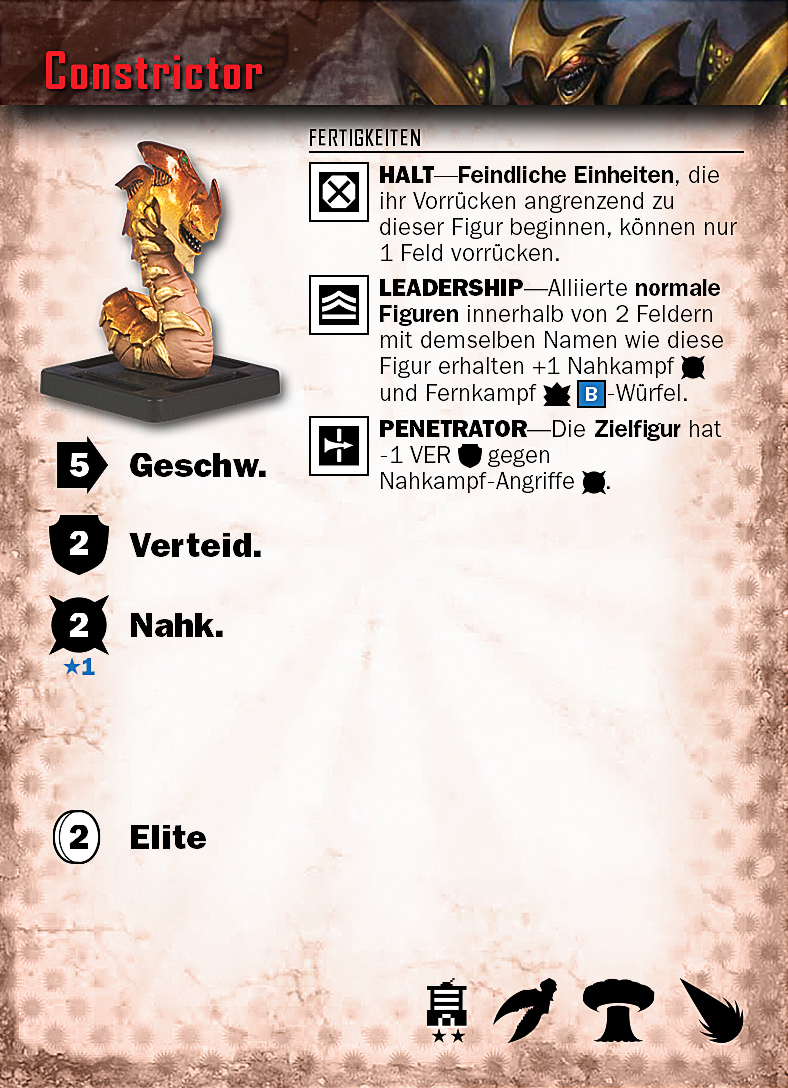 Constrictor
FERTIGKEITEN
HALT—Feindliche Einheiten, die
ihr Vorrücken angrenzend zu
dieser Figur beginnen, können nur
1 Feld vorrücken.
LEADERSHIP—Alliierte normale
Figuren innerhalb von 2 Feldern
mit demselben Namen wie diese
Figur erhalten +1 Nahkampf
und Fernkampf B-Würfel.
PENETRATOR—Die Zielfigur hat
-1 VER gegen
Nahkampf-Angriffe .
5 Geschw.
2 Verteid.
2 Nahk.
★1
2 Elite